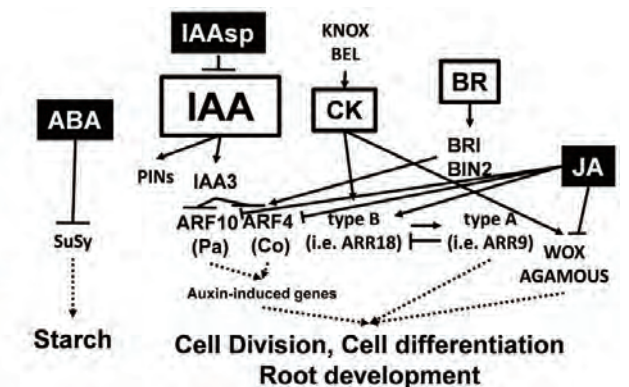 IAAsp
KNOX
BEL
IAA
CK
BR
ABA
BRI
BIN2
JA
PINs
IAA3
ARF10
(Pa)
ARF4
(Co)
type B
(i.e. ARR18)
type A
(i.e. ARR9)
SuSy
WOX
AGAMOUS
Auxin-induced genes
Starch
Cell Division, Cell differentiation
Root development